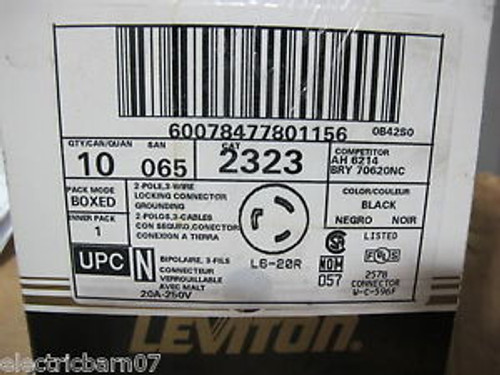 60078477801156
0B42S0
QTY/CAN/QUAN
10
SAN
065
CAT
2323
COMPETITOR
AH 6214
BRY 70620NC
PACK MODE
BOXED
INNER PACK
1
2-POLE,3-WIRE
LOCKING CONNECTOR
GROUNDING
2-POLOS,3-CABLES
CON SEGURO,CONECTOR
CONEXION A TIERRA
L6-20R
COLOR/COULEUR
BLACK
NEGRO NOIR
UPC N
BIPOLAIRE, 3-FILS
CONNECTEUR
VERROUILLABLE
AVEC MALT
20A-250V
NOM
057
LISTED
2578
CONNECTOR
W-C-596F
LEVITON
© electricbarn07